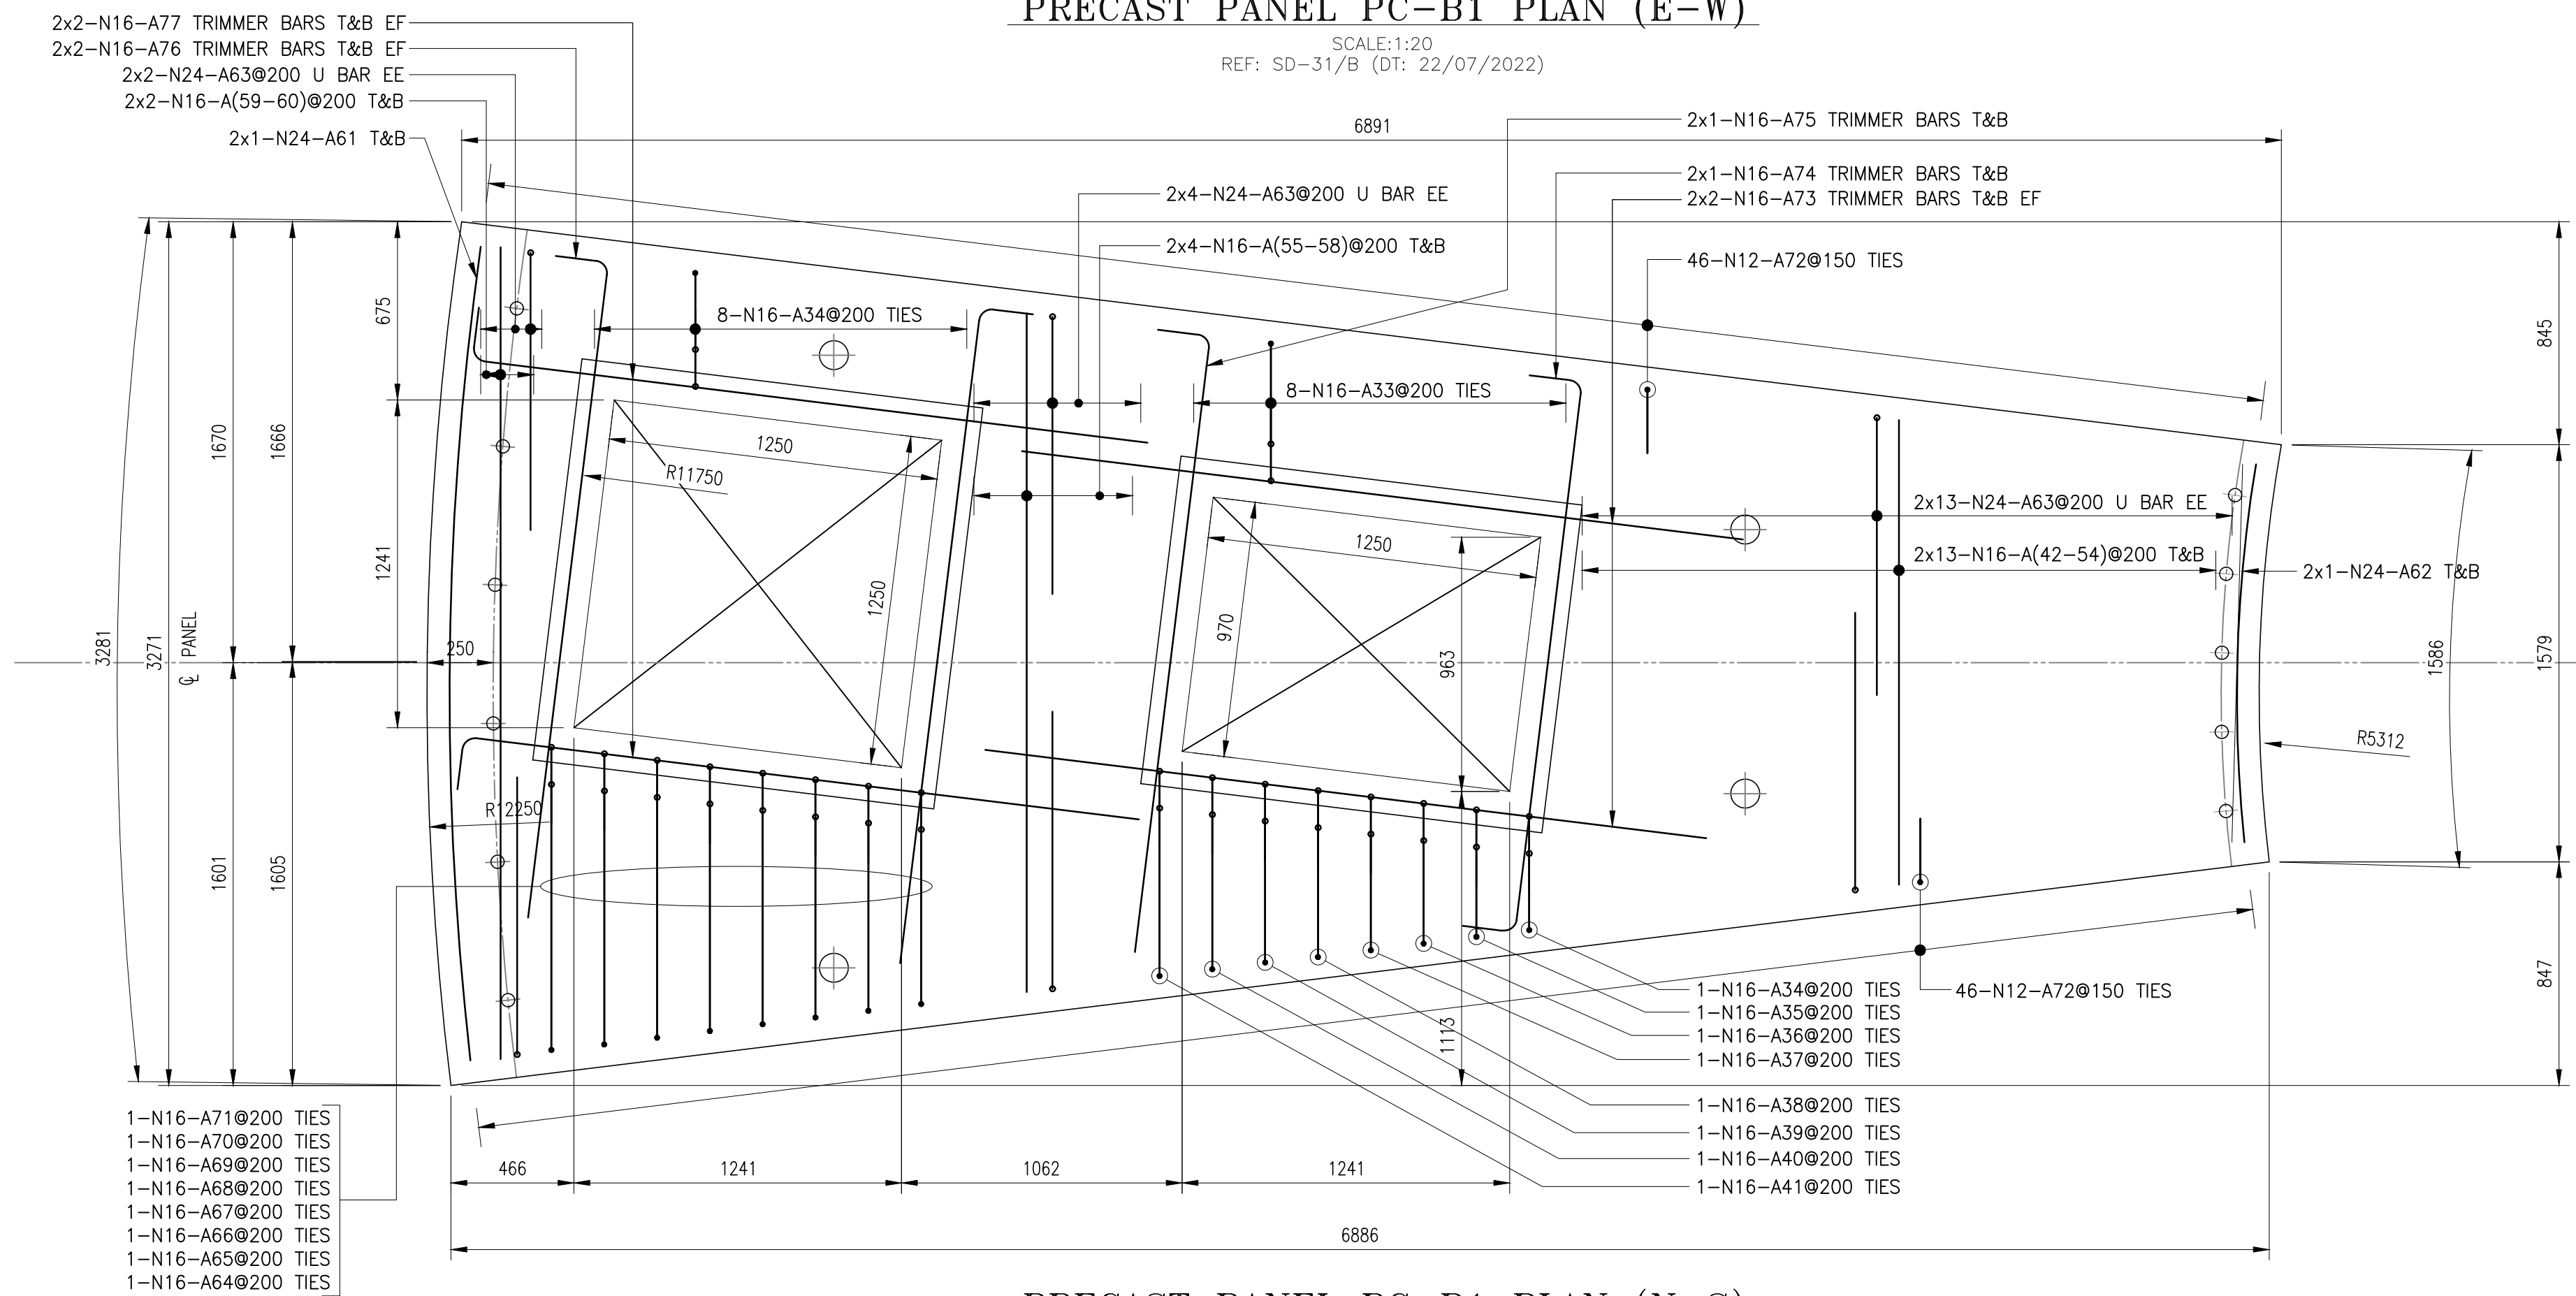 PRECAST PANEL PC-B1 PLAN (E-W)
SCALE:1:20
REF: SD-31/B (DT: 22/07/2022)
2x2-N16-A77 TRIMMER BARS T&B EF
2x2-N16-A76 TRIMMER BARS T&B EF
2x2-N24-A63@200 U BAR EE
2x2-N16-A(59-60)@200 T&B
2x1-N24-A61 T&B
6891
2x1-N16-A75 TRIMMER BARS T&B
2x1-N16-A74 TRIMMER BARS T&B
2x2-N16-A73 TRIMMER BARS T&B EF
2x4-N24-A63@200 U BAR EE
2x4-N16-A(55-58)@200 T&B
46-N12-A72@150 TIES
8-N16-A34@200 TIES
8-N16-A33@200 TIES
675
845
1670
1666
1250
R11750
1241
1250
1250
970
963
2x13-N24-A63@200 U BAR EE
2x13-N16-A(42-54)@200 T&B
2x1-N24-A62 T&B
3281
3271
℄ PANEL
250
1586
1579
R5312
R12250
1601
1605
847
1113
1-N16-A34@200 TIES
1-N16-A35@200 TIES
1-N16-A36@200 TIES
1-N16-A37@200 TIES
46-N12-A72@150 TIES
1-N16-A38@200 TIES
1-N16-A39@200 TIES
1-N16-A40@200 TIES
1-N16-A41@200 TIES
1-N16-A71@200 TIES
1-N16-A70@200 TIES
1-N16-A69@200 TIES
1-N16-A68@200 TIES
1-N16-A67@200 TIES
1-N16-A66@200 TIES
1-N16-A65@200 TIES
1-N16-A64@200 TIES
466
1241
1062
1241
6886
PRECAST PANEL PC-B1 PLAN (N-S)